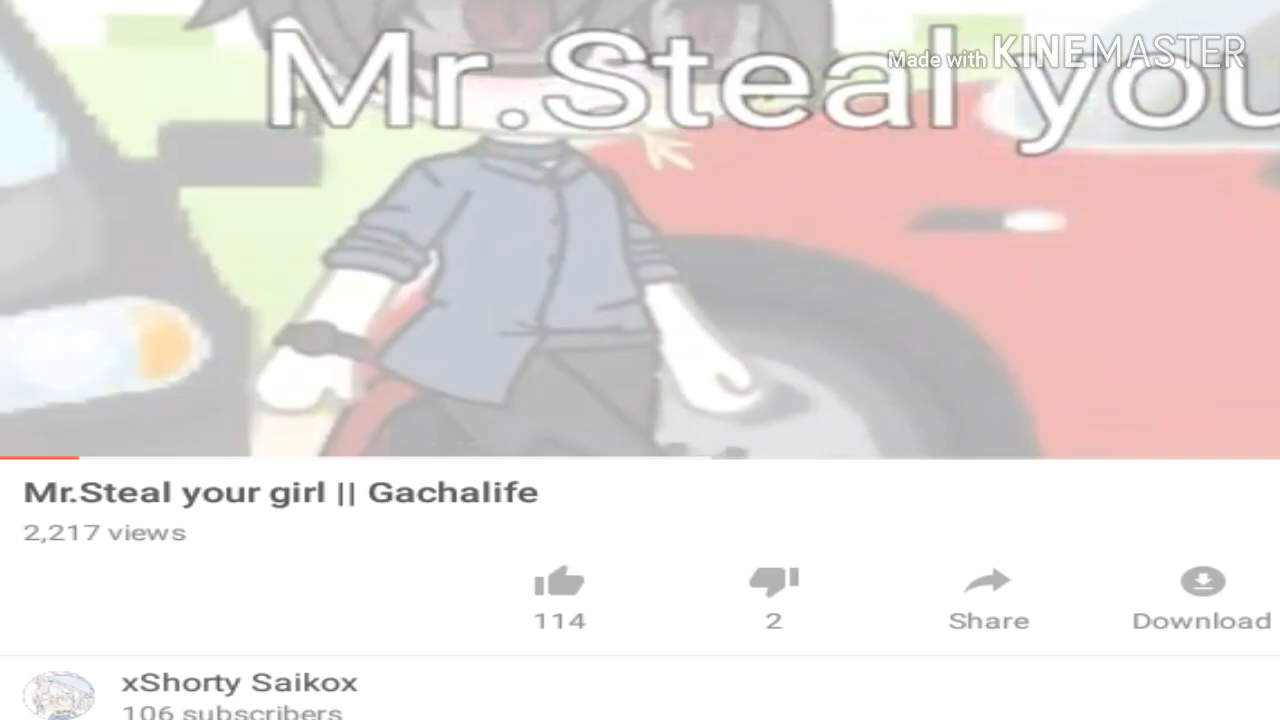 Made with KINEMASTER
Mr.Steal you
Mr.Steal your girl || Gachalife
2,217 views
114
2
Share
Download
xShorty Saikox
106 subscribers